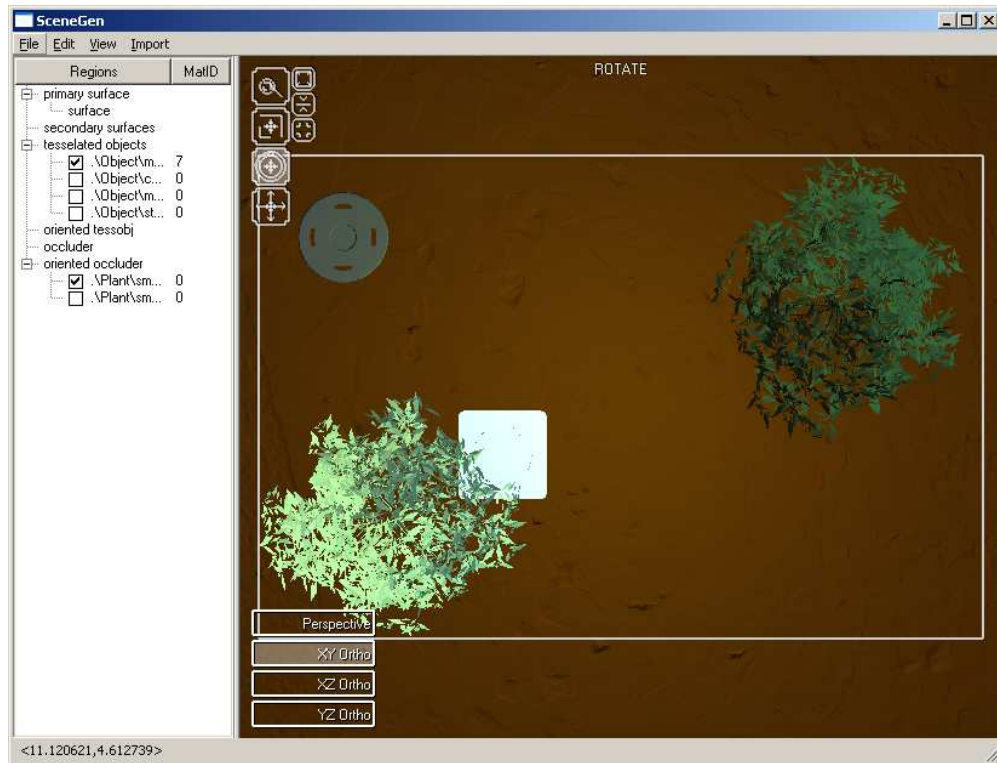 SceneGen
File Edit View Import
Regions MatID
ROTATE
primary surface
surface
secondary surfaces
tesselated objects
.\Object\m... 7
.\Object\c... 0
.\Object\m... 0
.\Object\st... 0
oriented tessobj
occluder
oriented occluder
.\Plant\sm... 0
.\Plant\sm... 0
Perspective
XY Ortho
XZ Ortho
YZ Ortho
<11.120621,4.612739>